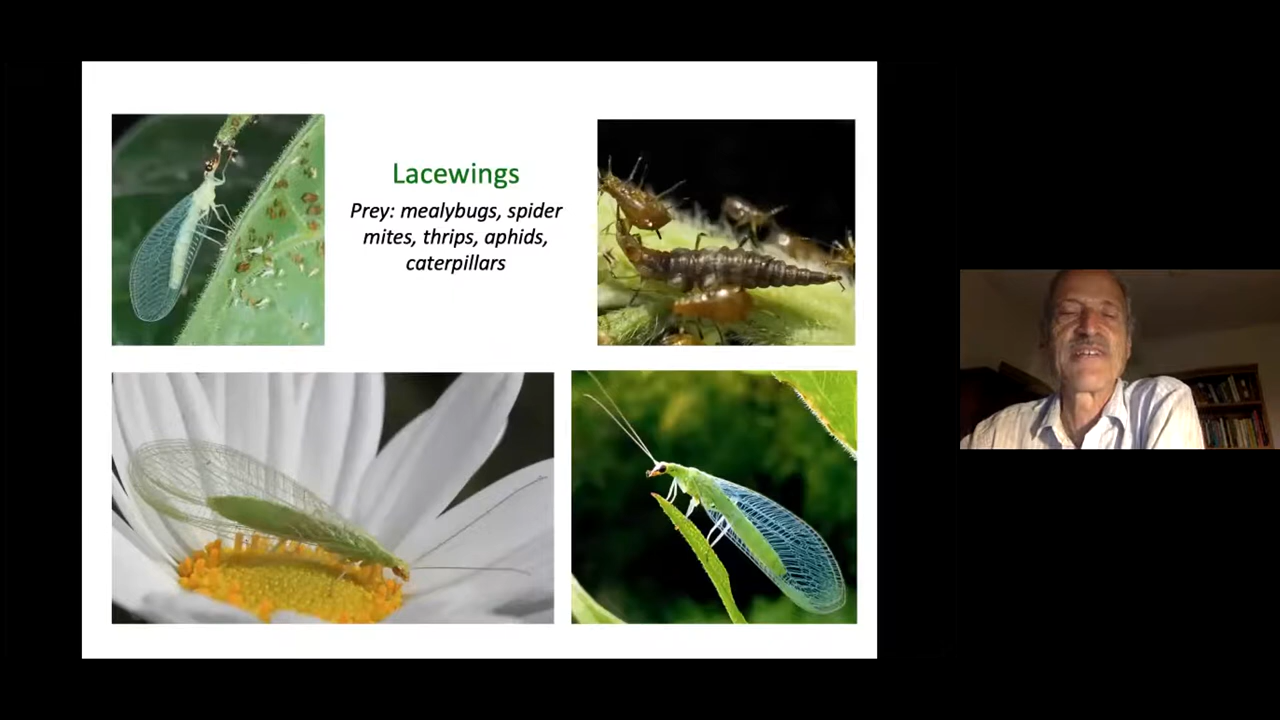 Lacewings
Prey: mealybugs, spider
mites, thrips, aphids,
caterpillars